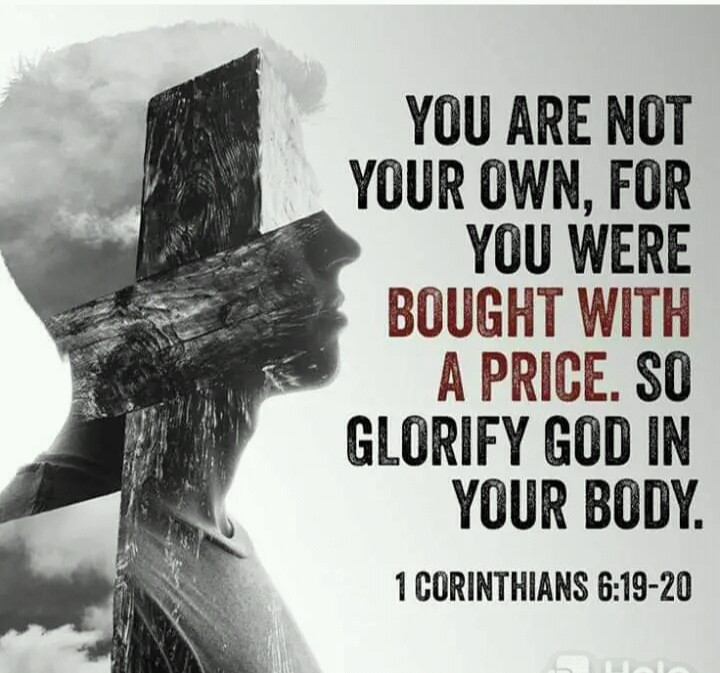 YOU ARE NOT
YOUR OWN, FOR
YOU WERE
BOUGHT WITH
A PRICE. SO
GLORIFY GOD IN
YOUR BODY.
1 CORINTHIANS 6:19-20